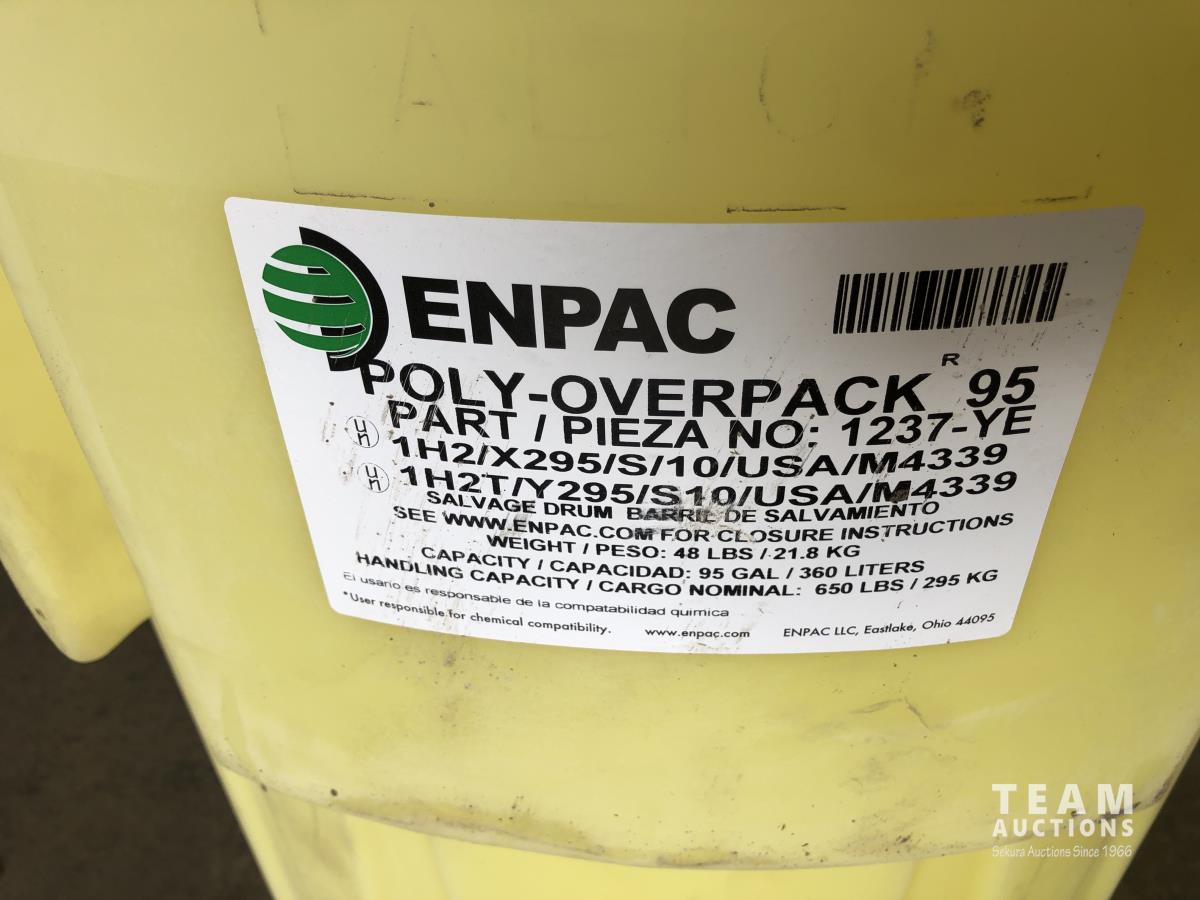 ENPAC
POLY-OVERPACK R 95
PART / PIEZA NO: 1237-YE
UN 1H2/X295/S/10/USA/M4339
UN 1H2T/Y295/S10/USA/M4339
SALVAGE DRUM BARRIL DE SALVAMIENTO
SEE WWW.ENPAC.COM FOR CLOSURE INSTRUCTIONS
WEIGHT / PESO: 48 LBS / 21.8 KG
CAPACITY / CAPACIDAD: 95 GAL / 360 LITERS
HANDLING CAPACITY / CARGO NOMINAL: 650 LBS / 295 KG
El usario es responsable de la compatabilidad quimica
*User responsible for chemical compatibility. www.enpac.com ENPAC LLC, Eastlake, Ohio 44095
TEAM
AUCTIONS
Sekura Auctions Since 1966